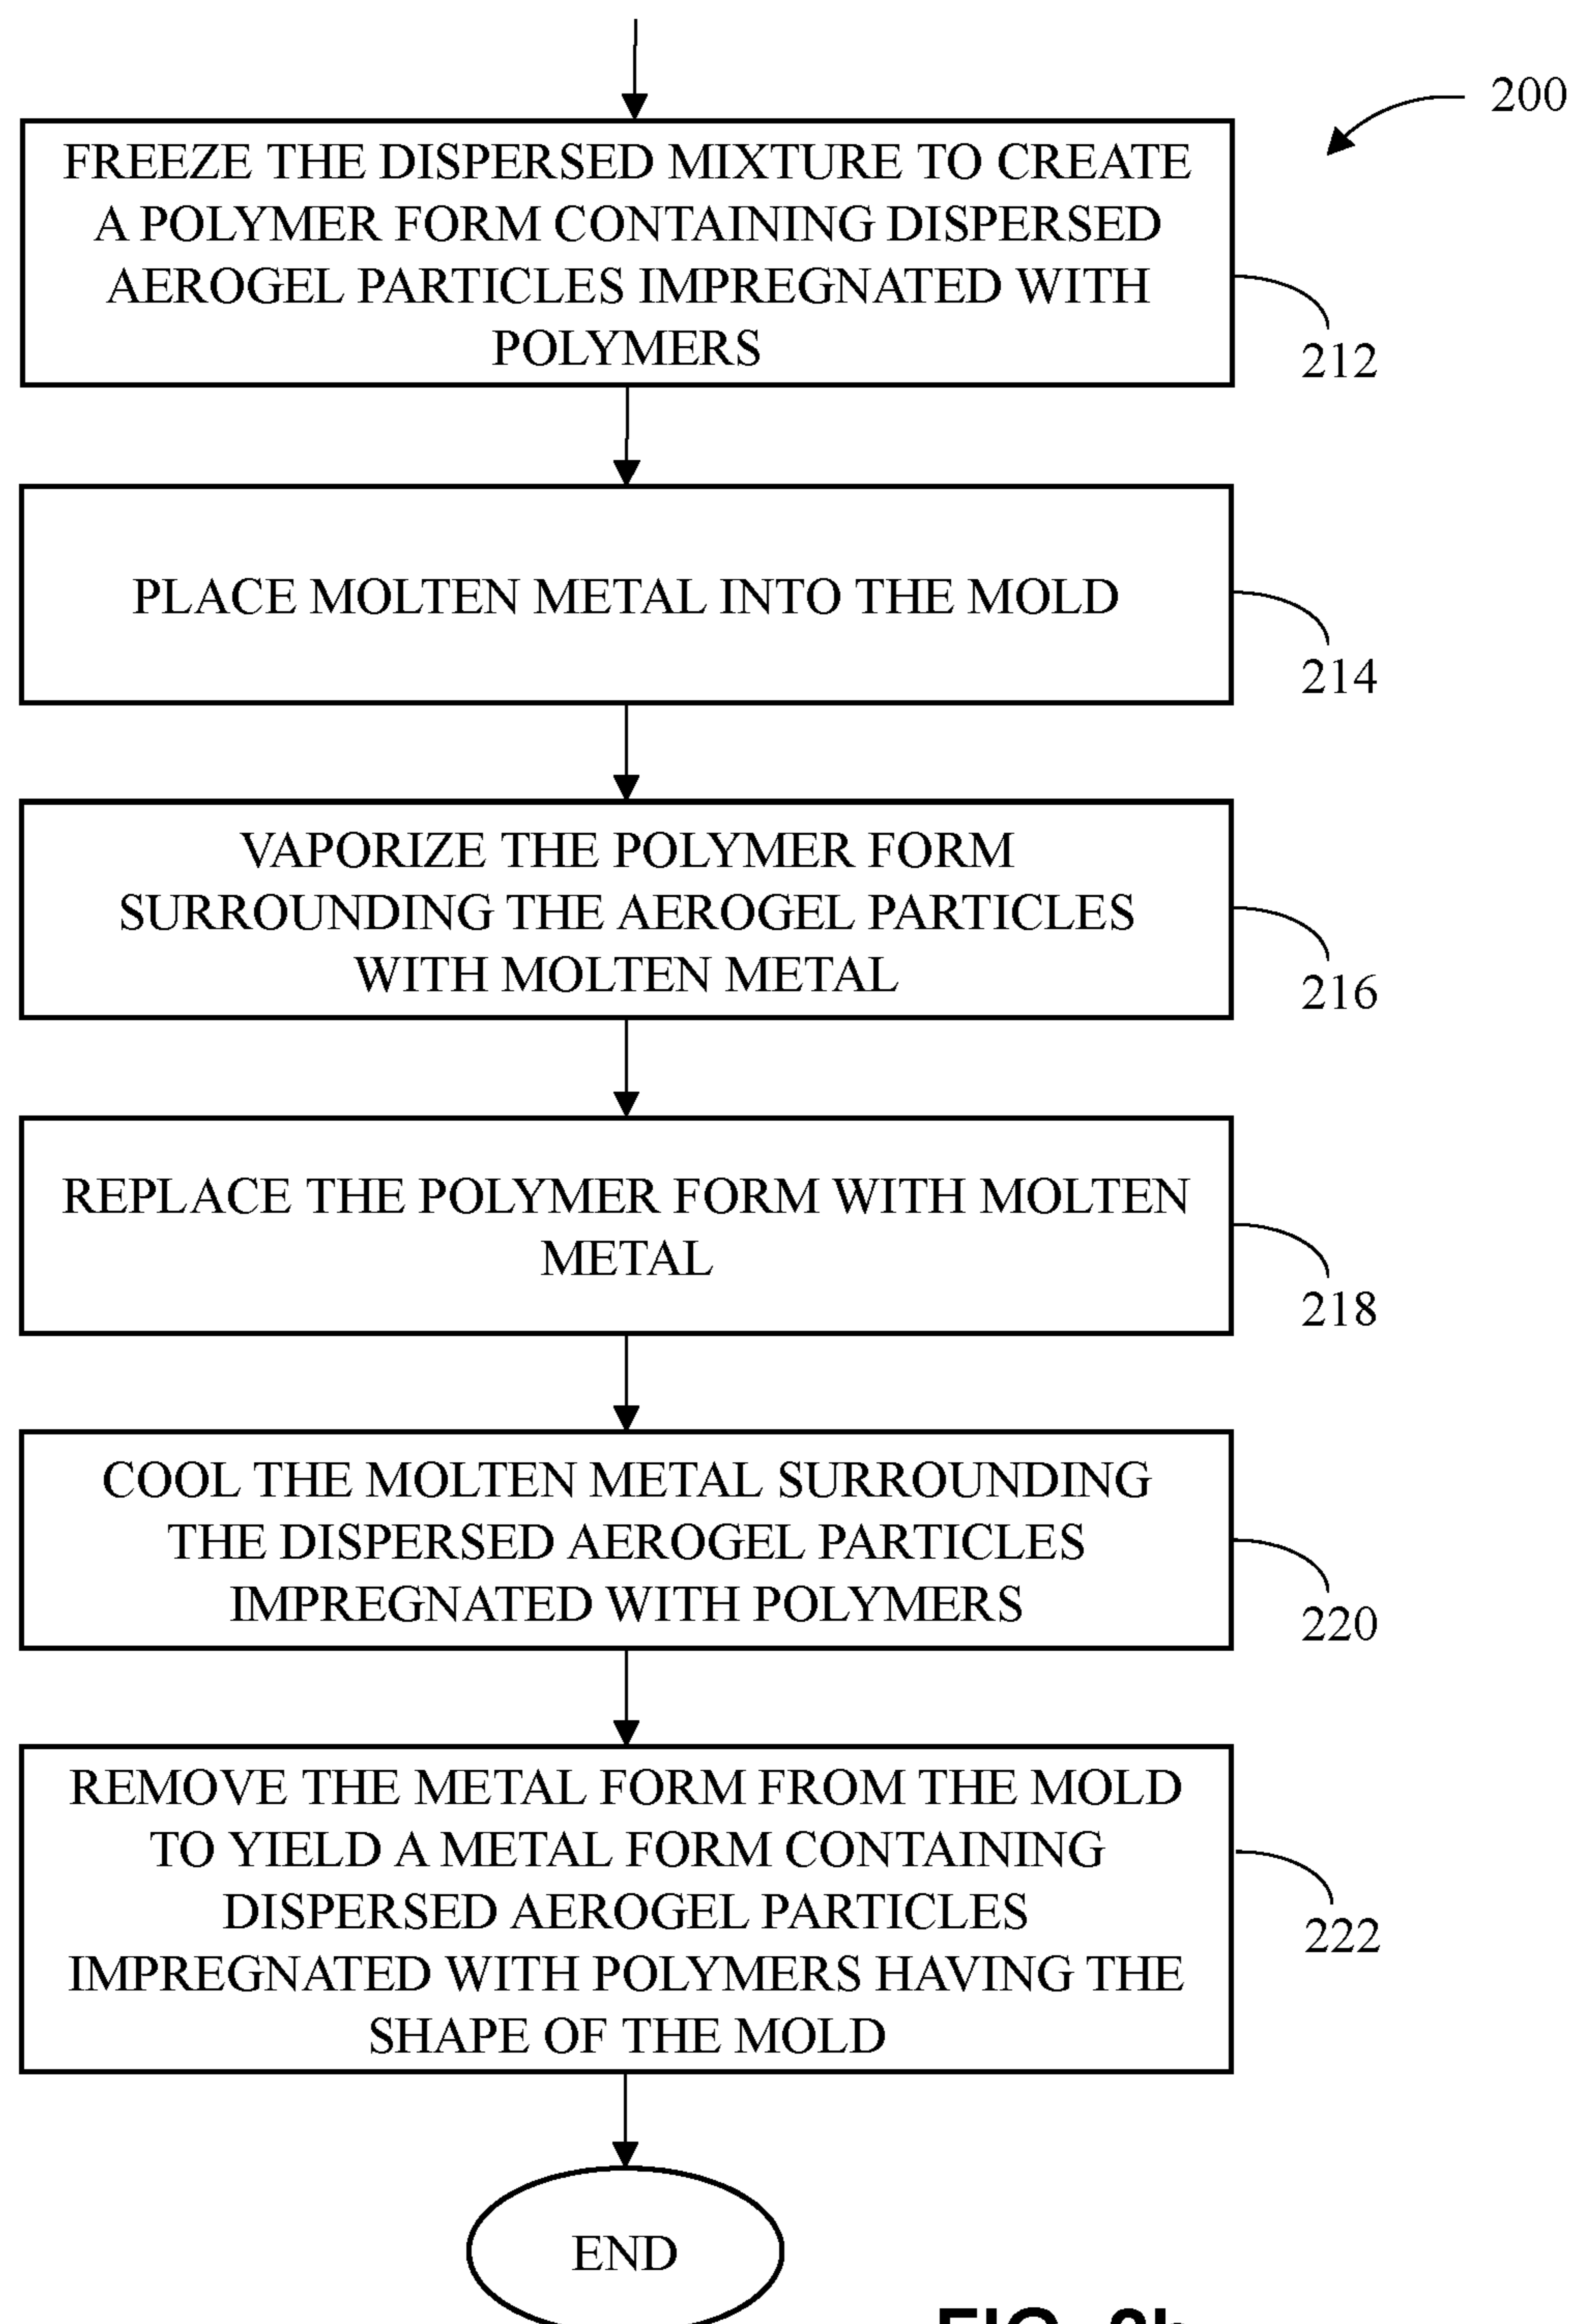 200
FREEZE THE DISPERSED MIXTURE TO CREATE
A POLYMER FORM CONTAINING DISPERSED
AEROGEL PARTICLES IMPREGNATED WITH
POLYMERS
212
PLACE MOLTEN METAL INTO THE MOLD
214
VAPORIZE THE POLYMER FORM
SURROUNDING THE AEROGEL PARTICLES
WITH MOLTEN METAL
216
REPLACE THE POLYMER FORM WITH MOLTEN
METAL
218
COOL THE MOLTEN METAL SURROUNDING
THE DISPERSED AEROGEL PARTICLES
IMPREGNATED WITH POLYMERS
220
REMOVE THE METAL FORM FROM THE MOLD
TO YIELD A METAL FORM CONTAINING
DISPERSED AEROGEL PARTICLES
IMPREGNATED WITH POLYMERS HAVING THE
SHAPE OF THE MOLD
222
END
FIG.